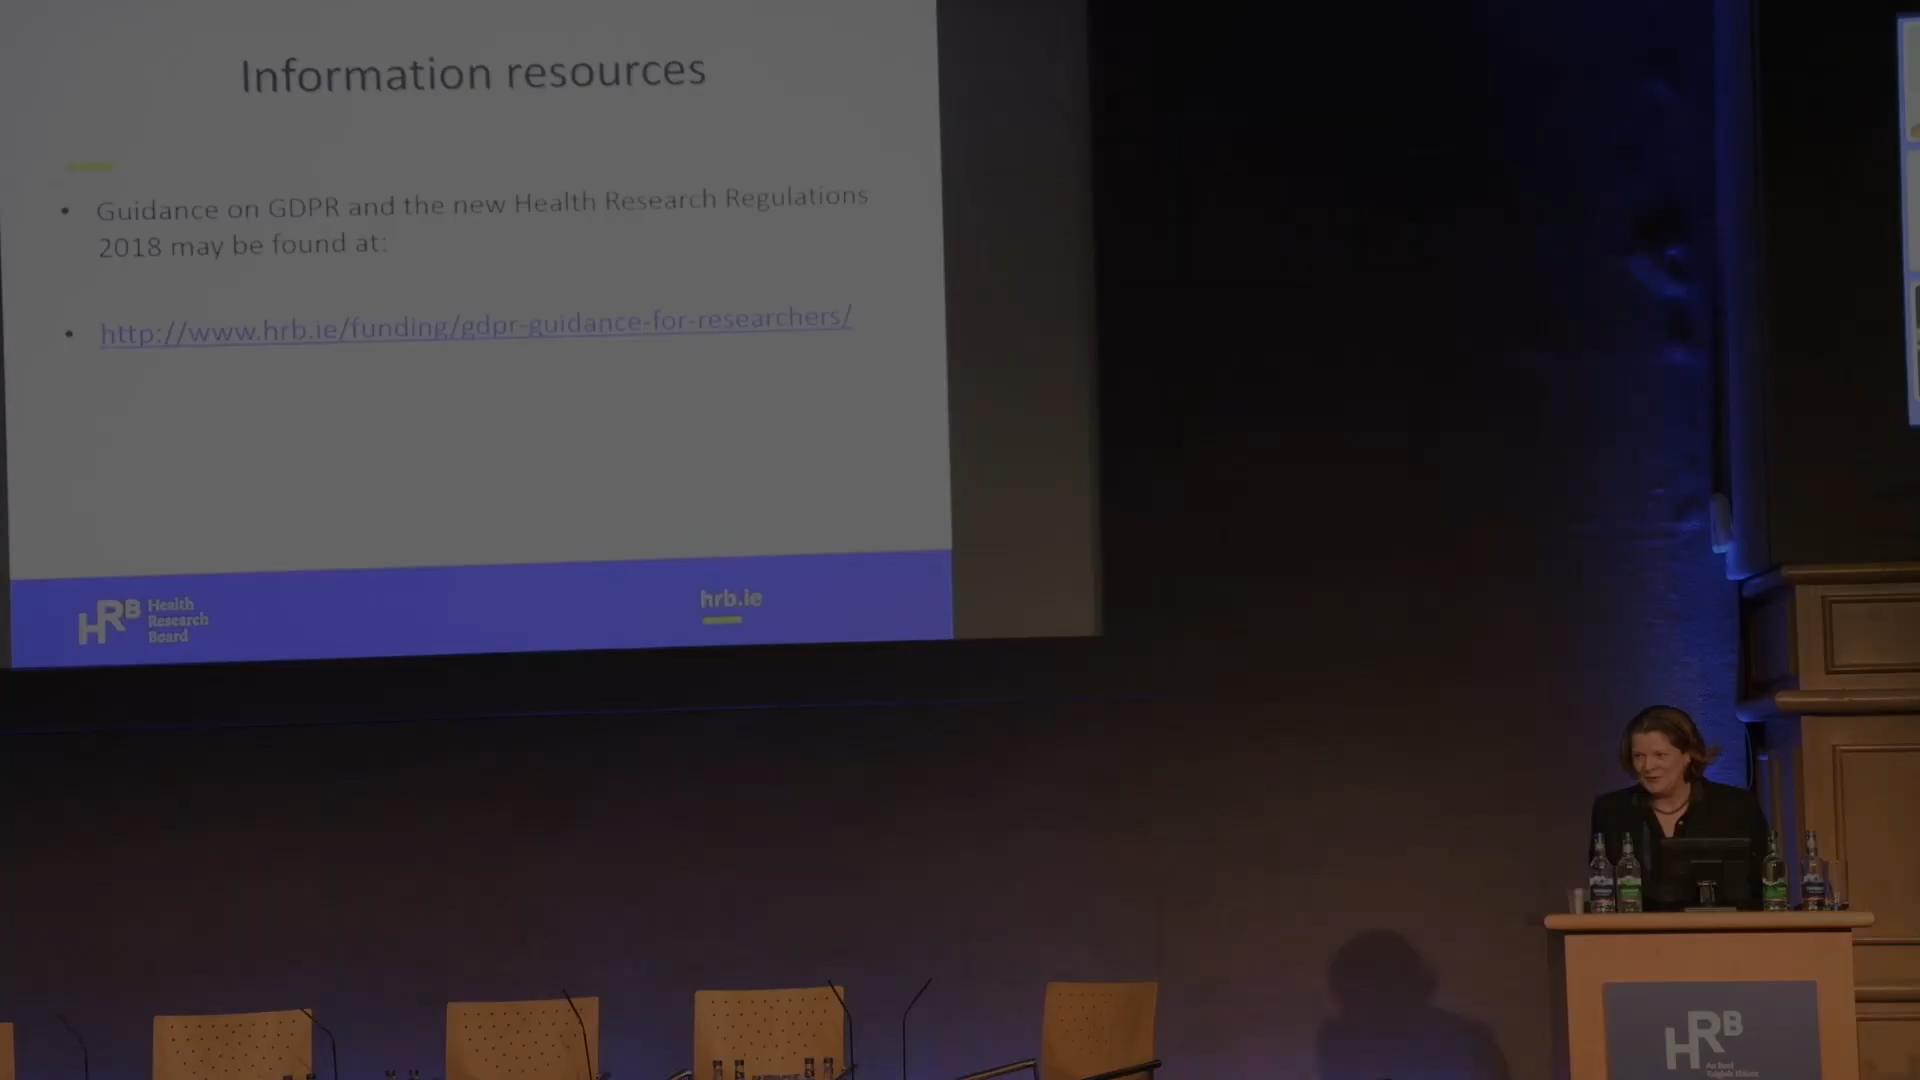 Information resources
• Guidance on GDPR and the new Health Research Regulations
2018 may be found at:
• http://www.hrb.ie/funding/gdpr-guidance-for-researchers/
HRB Health
Research
Board
hrb.ie
HRB